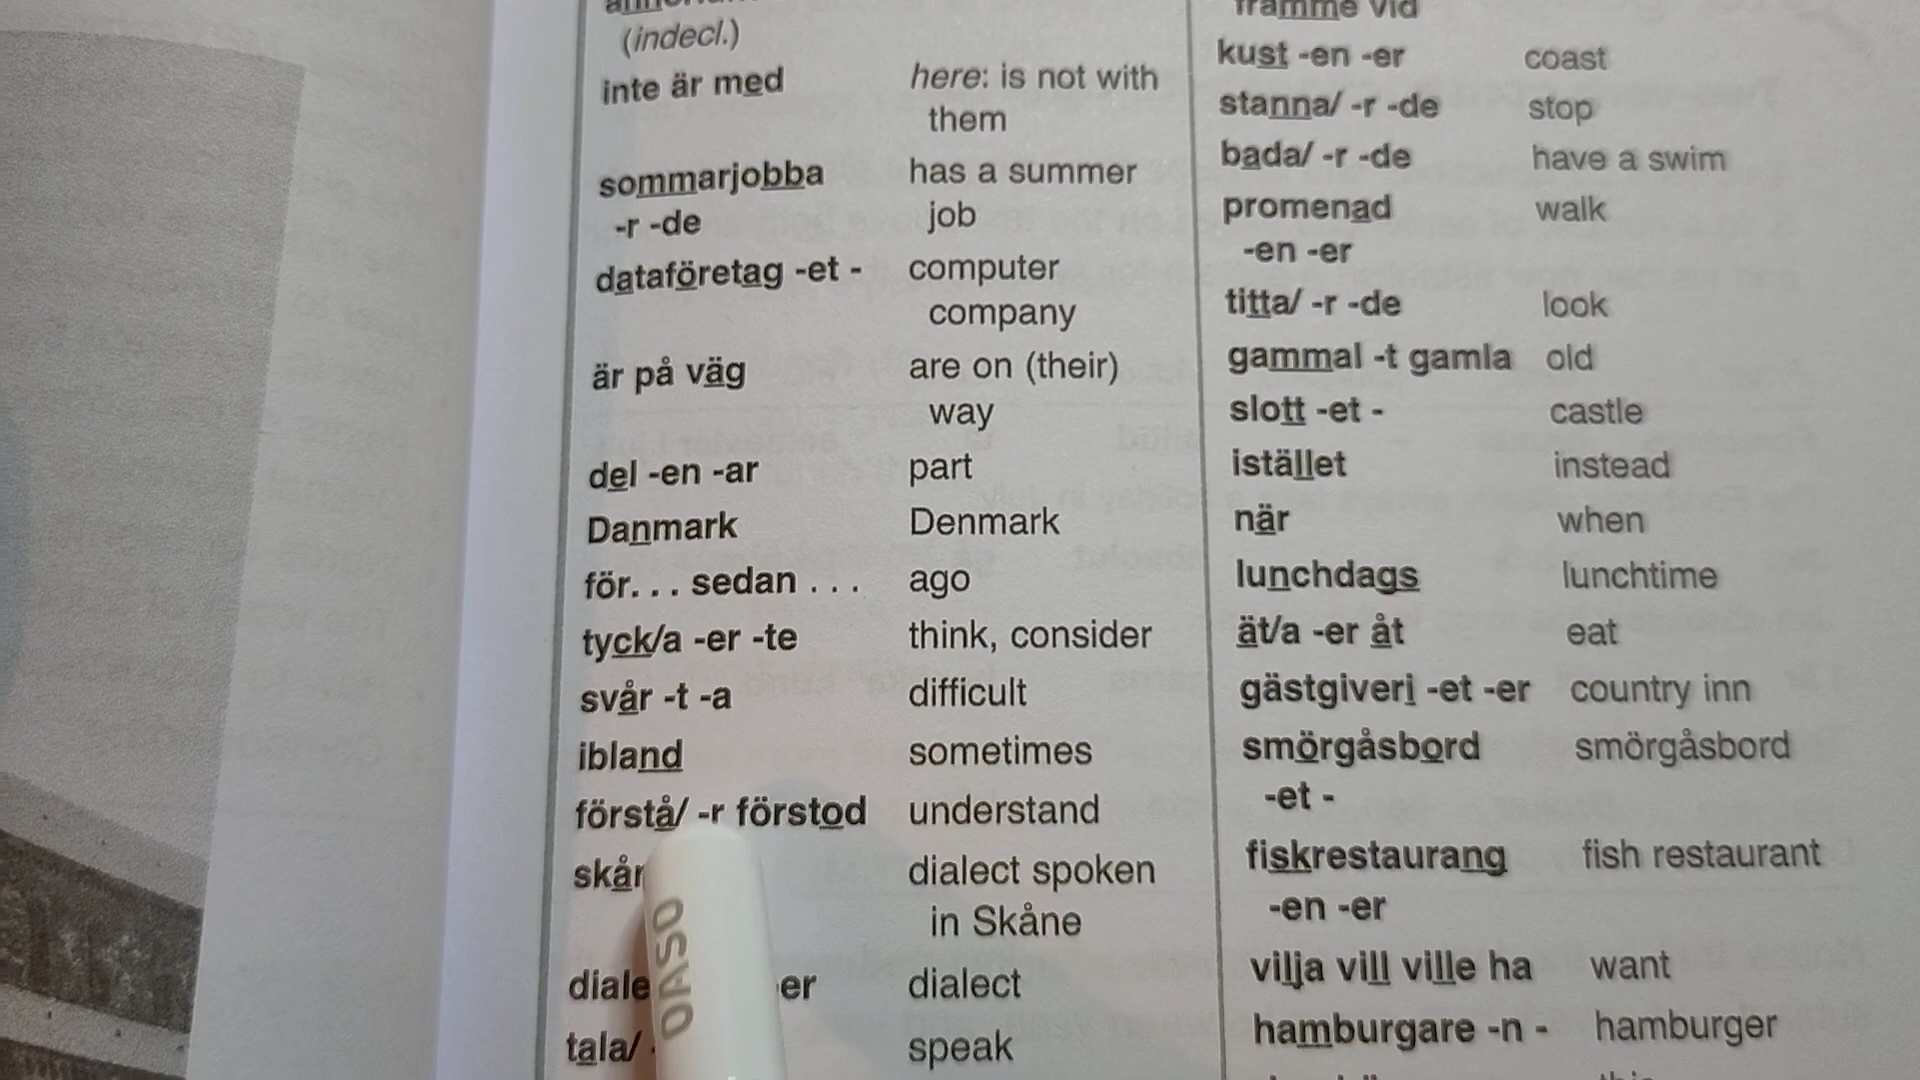 (indecl.)
inte är med here: is not with
them
sommarjobba has a summer
-r -de job
dataföretag -et - computer
company
är på väg are on (their)
way
del -en -ar part
Danmark Denmark
för. . . sedan . . . ago
tyck/a -er -te think, consider
svår -t -a difficult
ibland sometimes
förstå/ -r förstod understand
dialect spoken
in Skåne
er dialect
tala/ speak
framme vid
kust -en -er coast
stanna/ -r -de stop
bada/ -r -de have a swim
promenad walk
-en -er
titta/ -r -de look
gammal -t gamla old
slott -et - castle
istället instead
när when
lunchdags lunchtime
ät/a -er åt eat
gästgiveri -et -er country inn
smörgåsbord smörgåsbord
-et -
fiskrestaurang fish restaurant
-en -er
vilja vill ville ha want
hamburgare -n - hamburger
OSAO